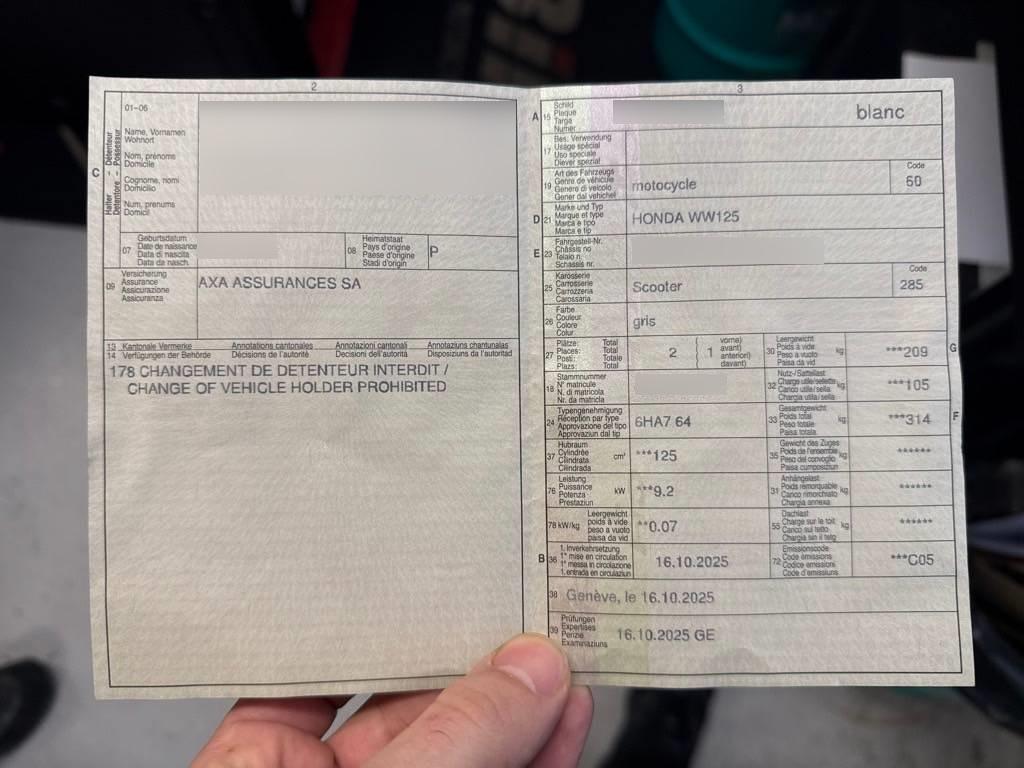 2
01-06
Name, Vornamen
Wohnort
Nom, prénoms
Domicile
Cognome, nomi
Domicilio
Num, prenums
Domicil
C
Halter - Détenteur
Detentore - Possessur
07
Geburtsdatum
Date de naissance
Data di nascita
Data da nasch.
08
Heimatstaat
Pays d'origine
Paese d'origine
Stadi d'origin
P
09
Versicherung
Assurance
Assicurazione
Assicuranza
AXA ASSURANCES SA
13 Kantonale Vermerke Annotations cantonales Annotazioni cantonali Annotaziuns chantunalas
14 Verfügungen der Behörde Décisions de l'autorité Decisioni dell'autorità Disposiziuns da l'autoritad
178 CHANGEMENT DE DETENTEUR INTERDIT /
CHANGE OF VEHICLE HOLDER PROHIBITED
3
A 15
Schild
Plaque
Targa
Numer
blanc
17
Bes. Verwendung
Usage spécial
Uso speciale
Diever spezial
19
Art des Fahrzeugs
Genre de véhicule
Genere di veicolo
Gener dal vehichel
motocycle
Code
60
D 21
Marke und Typ
Marque et type
Marca e tipo
Marca e tip
HONDA WW125
E 23
Fahrgestell-Nr.
Châssis no
Telaio n.
Schassis nr.
25
Karosserie
Carrosserie
Carrozzeria
Carossaria
Scooter
Code
285
26
Farbe
Couleur
Colore
Colur
gris
27
Plätze: Total
Places: Total
Posti: Totale
Plazs: Total
2
vorne)
avant)
anteriori)
davant)
1
30
Leergewicht
Poids à vide
Peso a vuoto
Paisa da vid
kg
***209
G
18
Stammnummer
N° matricule
N. di matricola
Nr. da matricla
32
Nutz-/Sattellast
Charge utile/sellette
Carico utile/sella
Chargia utila/sella
kg
***105
24
Typengenehmigung
Réception par type
Approvazione del tipo
Approvaziun dal tip
6HA7 64
33
Gesamtgewicht
Poids total
Peso totale
Paisa totala
kg
***314
F
37
Hubraum
Cylindrée
Cilindrata
Cilindrada
cm³
***125
35
Gewicht des Zuges
Poids de l'ensemble
Peso del convoglio
Paisa cumposiziun
kg
******
76
Leistung
Puissance
Potenza
Prestaziun
kW
***9.2
31
Anhängelast
Poids remorquable
Carico rimorchiato
Chargia annexa
kg
******
78 kW/kg
Leergewicht
poids à vide
peso a vuoto
paisa da vid
**0.07
55
Dachlast
Charge sur le toit
Carico sul tetto
Chargia sin il tetg
kg
******
B 36
1. Inverkehrsetzung
1re mise en circulation
1a messa in circolazione
1. entrada en circulaziun
16.10.2025
72
Emissionscode
Code émissions
Codice emissioni
Code d'emissiuns
***C05
38 Genève, le 16.10.2025
39
Prüfungen
Expertises
Perizie
Examinaziuns
16.10.2025 GE